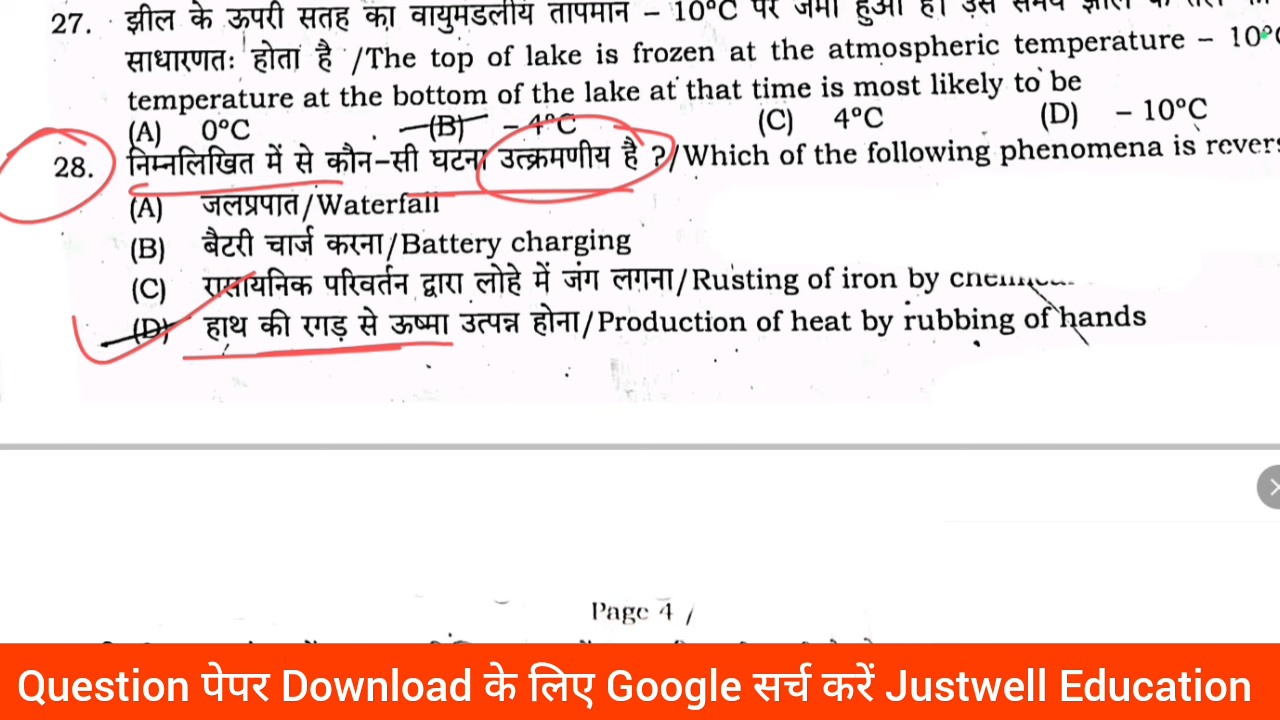 27. झील के ऊपरी सतह का वायुमंडलीय तापमान – 10°C पर जमा हुआ है। उस समय झील के तल का
साधारणतः होता है /The top of lake is frozen at the atmospheric temperature – 10°
temperature at the bottom of the lake at that time is most likely to be
(A) 0°C (B) – 4°C (C) 4°C (D) – 10°C
28. निम्नलिखित में से कौन-सी घटना उत्क्रमणीय है ?/Which of the following phenomena is
(A) जलप्रपात/Waterfall
(B) बैटरी चार्ज करना/Battery charging
(C) रासायनिक परिवर्तन द्वारा लोहे में जंग लगना/Rusting of iron by
(D) हाथ की रगड़ से ऊष्मा उत्पन्न होना/Production of heat by rubbing of hands
Page 4 /
Question पेपर Download के लिए Google सर्च करें Justwell Education